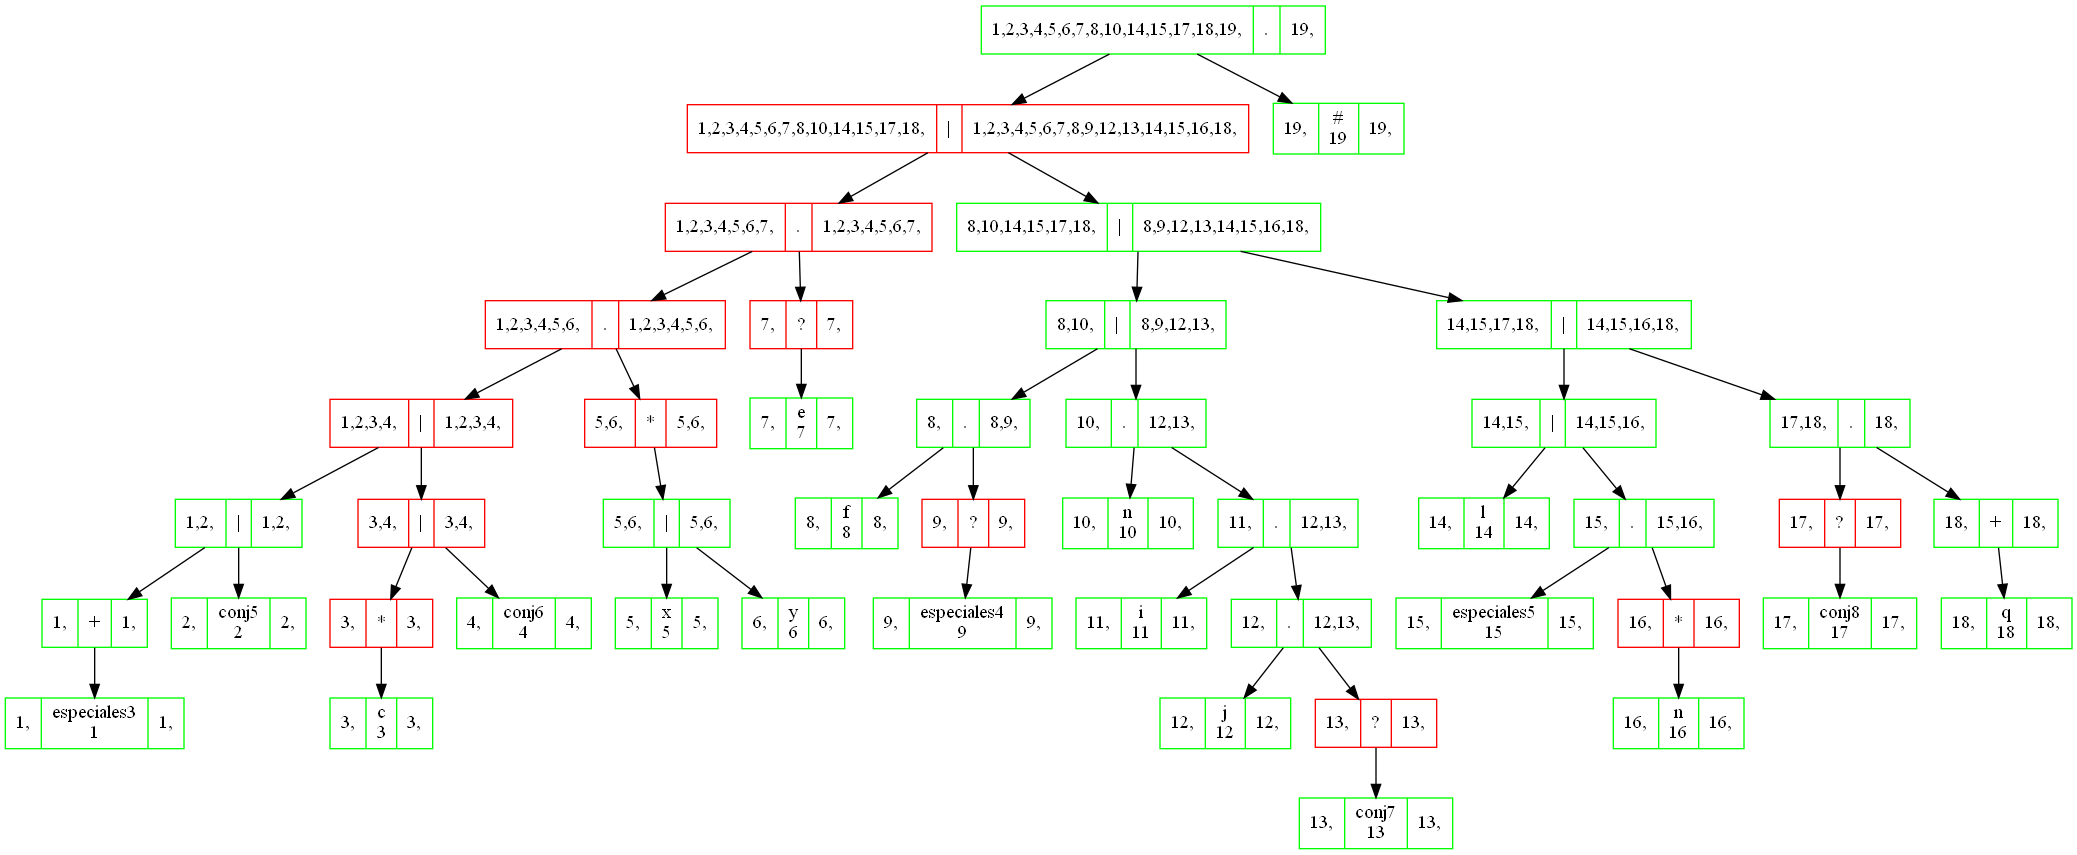 1,2,3,4,5,6,7,8,10,14,15,17,18,19, . 19,
1,2,3,4,5,6,7,8,10,14,15,17,18, | 1,2,3,4,5,6,7,8,9,12,13,14,15,16,18,
19, # 19 19,
1,2,3,4,5,6,7, . 1,2,3,4,5,6,7,
8,10,14,15,17,18, | 8,9,12,13,14,15,16,18,
1,2,3,4,5,6, . 1,2,3,4,5,6,
7, ? 7,
8,10, | 8,9,12,13,
14,15,17,18, | 14,15,16,18,
1,2,3,4, | 1,2,3,4,
5,6, * 5,6,
7, e 7 7,
8, . 8,9,
10, . 12,13,
14,15, | 14,15,16,
17,18, . 18,
1,2, | 1,2,
3,4, | 3,4,
5,6, | 5,6,
8, f 8 8,
9, ? 9,
10, n 10 10,
11, . 12,13,
14, l 14 14,
15, . 15,16,
17, ? 17,
18, + 18,
1, + 1,
2, conj5 2 2,
3, * 3,
4, conj6 4 4,
5, x 5 5,
6, y 6 6,
9, especiales4 9 9,
11, i 11 11,
12, . 12,13,
15, especiales5 15 15,
16, * 16,
17, conj8 17 17,
18, q 18 18,
1, especiales3 1 1,
3, c 3 3,
12, j 12 12,
13, ? 13,
16, n 16 16,
13, conj7 13 13,